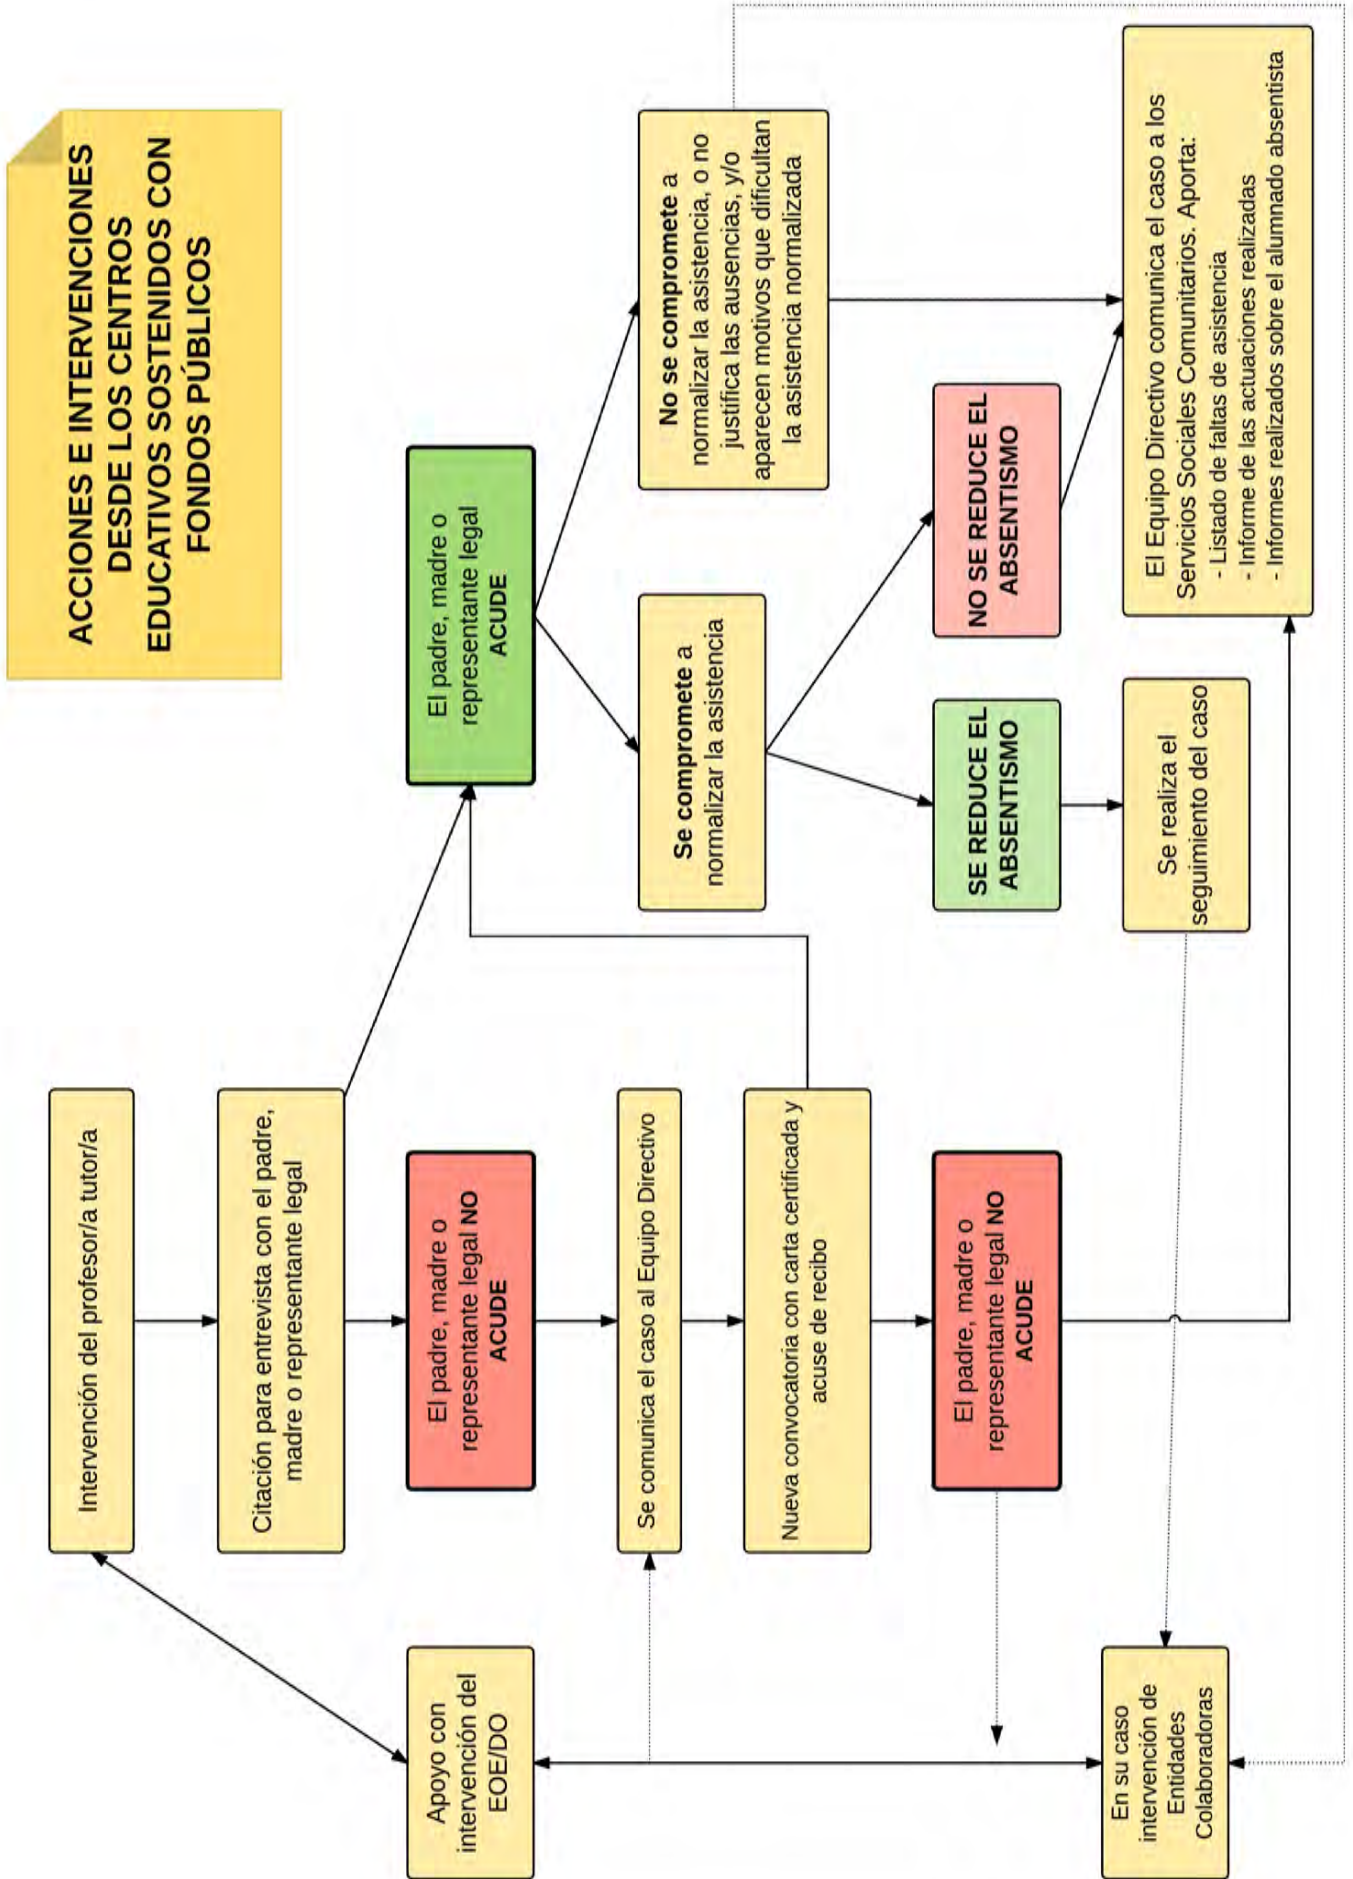 ACCIONES E INTERVENCIONES
DESDE LOS CENTROS
EDUCATIVOS SOSTENIDOS CON
FONDOS PÚBLICOS
Intervención del profesor/a tutor/a
Citación para entrevista con el padre,
madre o representante legal
Apoyo con
intervención del
EOE/DO
El padre, madre o
representante legal NO
ACUDE
El padre, madre o
representante legal
ACUDE
Se comunica el caso al Equipo Directivo
Nueva convocatoria con carta certificada y
acuse de recibo
Se compromete a
normalizar la asistencia
No se compromete a
normalizar la asistencia, o no
justifica las ausencias, y/o
aparecen motivos que dificultan
la asistencia normalizada
El padre, madre o
representante legal NO
ACUDE
SE REDUCE EL
ABSENTISMO
NO SE REDUCE EL
ABSENTISMO
En su caso
intervención de
Entidades
Colaboradoras
Se realiza el
seguimiento del caso
El Equipo Directivo comunica el caso a los
Servicios Sociales Comunitarios. Aporta:
- Listado de faltas de asistencia
- Informe de las actuaciones realizadas
- Informes realizados sobre el alumnado absentista